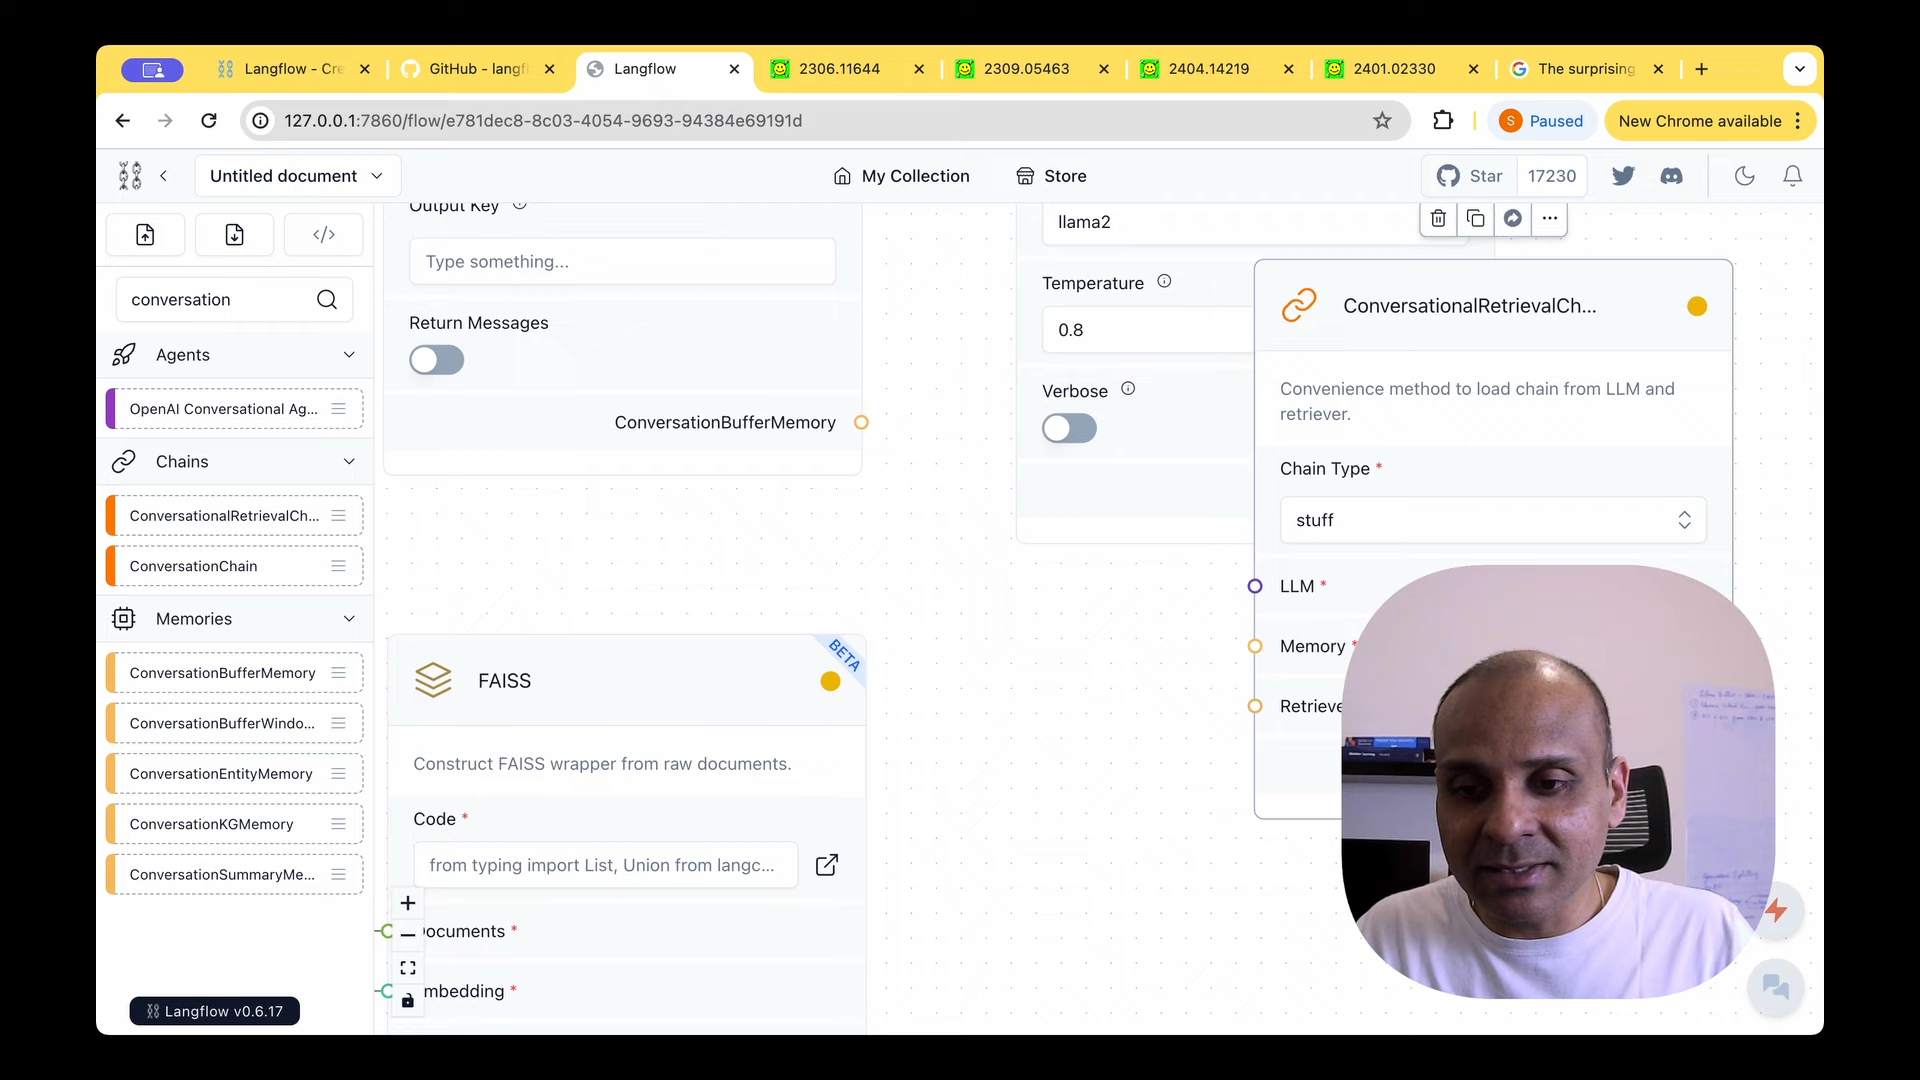 Langflow - Cre
GitHub - langf
Langflow
2306.11644
2309.05463
2404.14219
2401.02330
The surprising
127.0.0.1:7860/flow/e781dec8-8c03-4054-9693-94384e69191d
S
Paused
New Chrome available
Untitled document
My Collection
Store
Star
17230
conversation
Agents
OpenAI Conversational Ag...
Chains
ConversationalRetrievalCh...
ConversationChain
Memories
ConversationBufferMemory
ConversationBufferWindo...
ConversationEntityMemory
ConversationKGMemory
ConversationSummaryMe...
Langflow v0.6.17
Output Key
Type something...
Return Messages
ConversationBufferMemory
BETA
FAISS
Construct FAISS wrapper from raw documents.
Code *
from typing import List, Union from langc...
ocuments *
mbedding *
llama2
Temperature
0.8
Verbose
ConversationalRetrievalCh...
Convenience method to load chain from LLM and
retriever.
Chain Type *
stuff
LLM *
Memory *
Retrieve